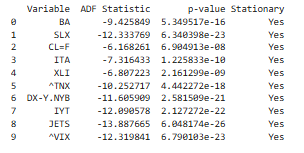 Variable ADF Statistic p-value Stationary
0 BA -9.425849 5.349517e-16 Yes
1 SLX -12.333769 6.340398e-23 Yes
2 CL=F -6.168261 6.904913e-08 Yes
3 ITA -7.316433 1.225833e-10 Yes
4 XLI -6.807223 2.161299e-09 Yes
5 ^TNX -10.252717 4.442272e-18 Yes
6 DX-Y.NYB -11.605909 2.581509e-21 Yes
7 IYT -12.090578 2.127272e-22 Yes
8 JETS -13.887665 6.048174e-26 Yes
9 ^VIX -12.319841 6.790103e-23 Yes